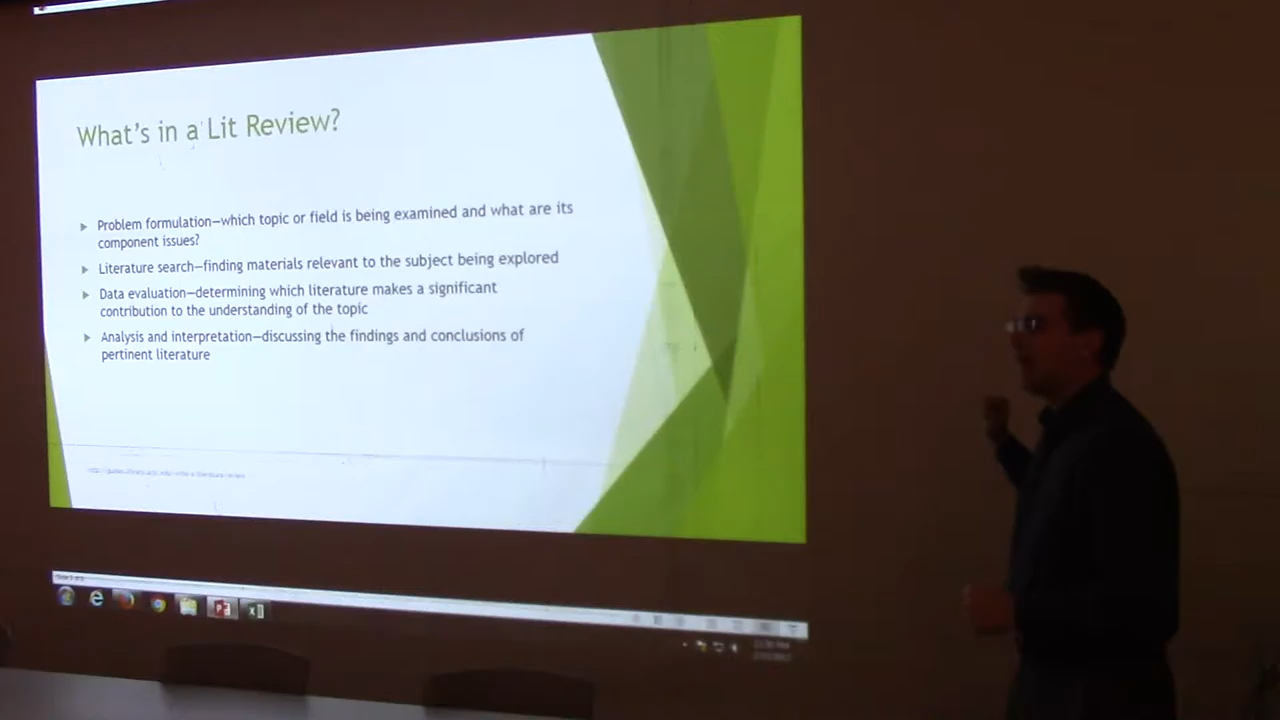 What's in a Lit Review?
Problem formulation—which topic or field is being examined and what are its
component issues?
Literature search—finding materials relevant to the subject being explored
Data evaluation—determining which literature makes a significant
contribution to the understanding of the topic
Analysis and interpretation—discussing the findings and conclusions of
pertinent literature